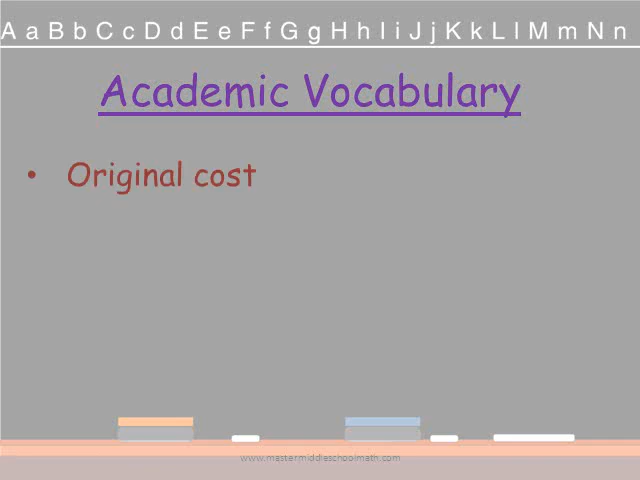 A a B b C c D d E e F f G g H h I i J j K k L l M m N n
Academic Vocabulary
• Original cost
www.mastermiddleschoolmath.com